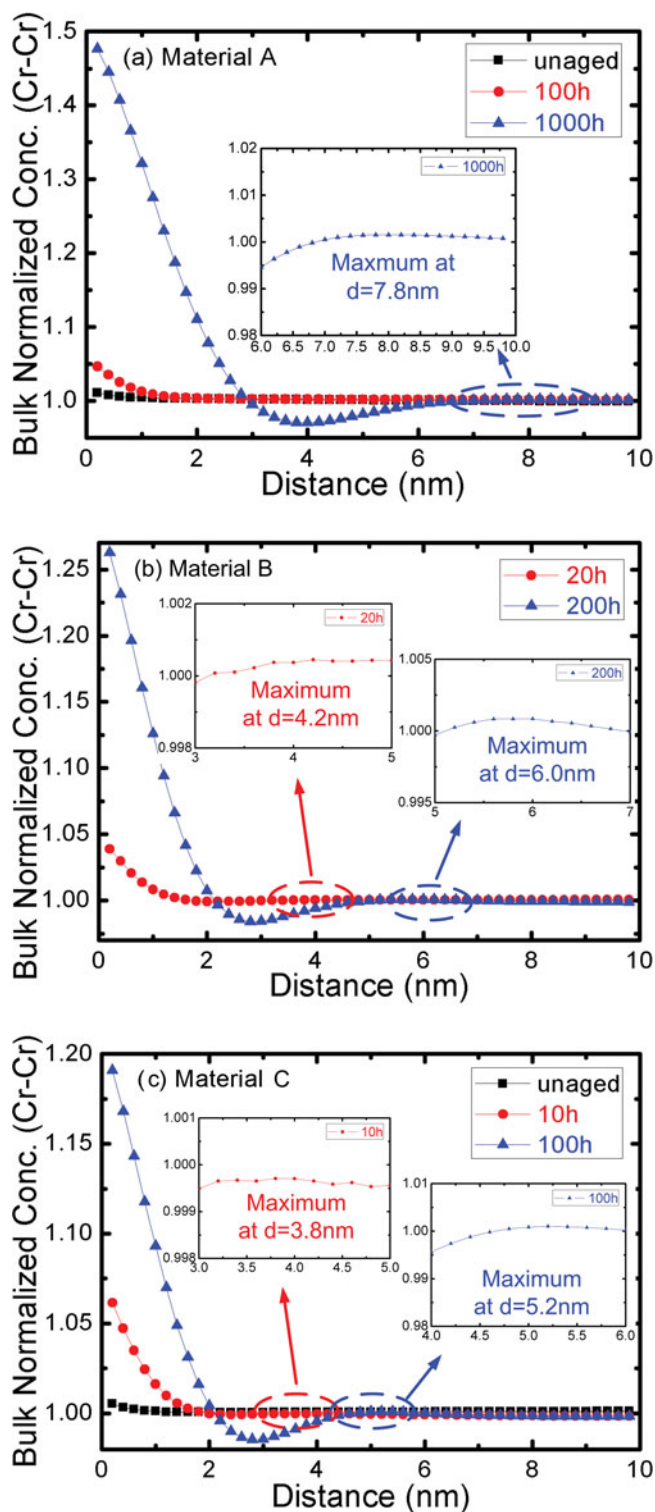 (a) Material A
unaged
100h
1000h
Bulk Normalized Conc. (Cr-Cr)
1.5
1.4
1.3
1.2
1.1
1.0
1.02
1.00
0.99
0.98
1000h
Maxmum at
d=7.8nm
6.0 6.5 7.0 7.5 8.0 8.5 9.0 9.5 10.0
0 2 4 6 8 10
Distance (nm)
(b) Material B
20h
200h
Bulk Normalized Conc. (Cr-Cr)
1.25
1.20
1.15
1.10
1.05
1.00
1.002
1.000
0.998
20h
Maximum
at d=4.2nm
3 4 5
1.005
1.000
0.995
200h
Maximum
at d=6.0nm
5 6 7
0 2 4 6 8 10
Distance (nm)
(c) Material C
unaged
10h
100h
Bulk Normalized Conc. (Cr-Cr)
1.20
1.15
1.10
1.05
1.00
1.001
1.000
0.999
0.998
10h
Maximum
at d=3.8nm
3.0 3.5 4.0 4.5 5.0
1.01
1.00
0.99
0.98
100h
Maximum
at d=5.2nm
4.0 4.5 5.0 5.5 6.0
0 2 4 6 8 10
Distance (nm)